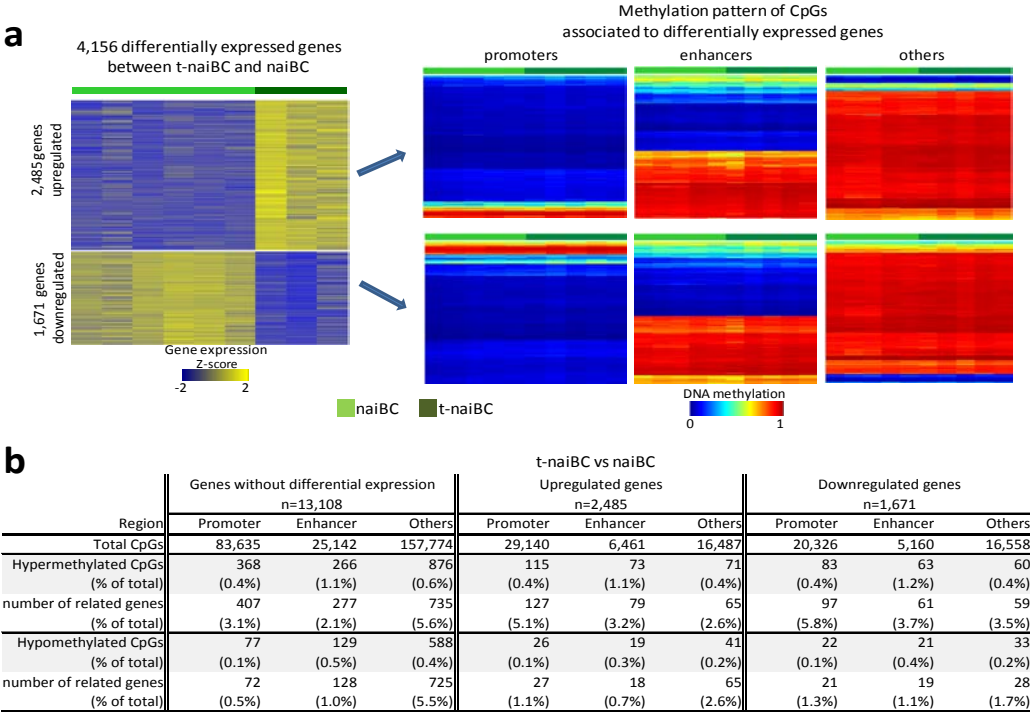 a
4,156 differentially expressed genes
between t-naiBC and naiBC
2,485genes
upregulated
1,671 genes
downregulated
Gene expression
Z-score
-2 2
Methylation pattern of CpGs
associated to differentially expressed genes
promoters enhancers others
naiBC t-naiBC
DNA methylation
0 1
b
t-naiBC vs naiBC
Genes without differential expression Upregulated genes Downregulated genes
n=13,108 n=2,485 n=1,671
Region Promoter Enhancer Others Promoter Enhancer Others Promoter Enhancer Others
Total CpGs 83,635 25,142 157,774 29,140 6,461 16,487 20,326 5,160 16,558
Hypermethylated CpGs 368 266 876 115 73 71 83 63 60
(% of total) (0.4%) (1.1%) (0.6%) (0.4%) (1.1%) (0.4%) (0.4%) (1.2%) (0.4%)
number of related genes 407 277 735 127 79 65 97 61 59
(% of total) (3.1%) (2.1%) (5.6%) (5.1%) (3.2%) (2.6%) (5.8%) (3.7%) (3.5%)
Hypomethylated CpGs 77 129 588 26 19 41 22 21 33
(% of total) (0.1%) (0.5%) (0.4%) (0.1%) (0.3%) (0.2%) (0.1%) (0.4%) (0.2%)
number of related genes 72 128 725 27 18 65 21 19 28
(% of total) (0.5%) (1.0%) (5.5%) (1.1%) (0.7%) (2.6%) (1.3%) (1.1%) (1.7%)